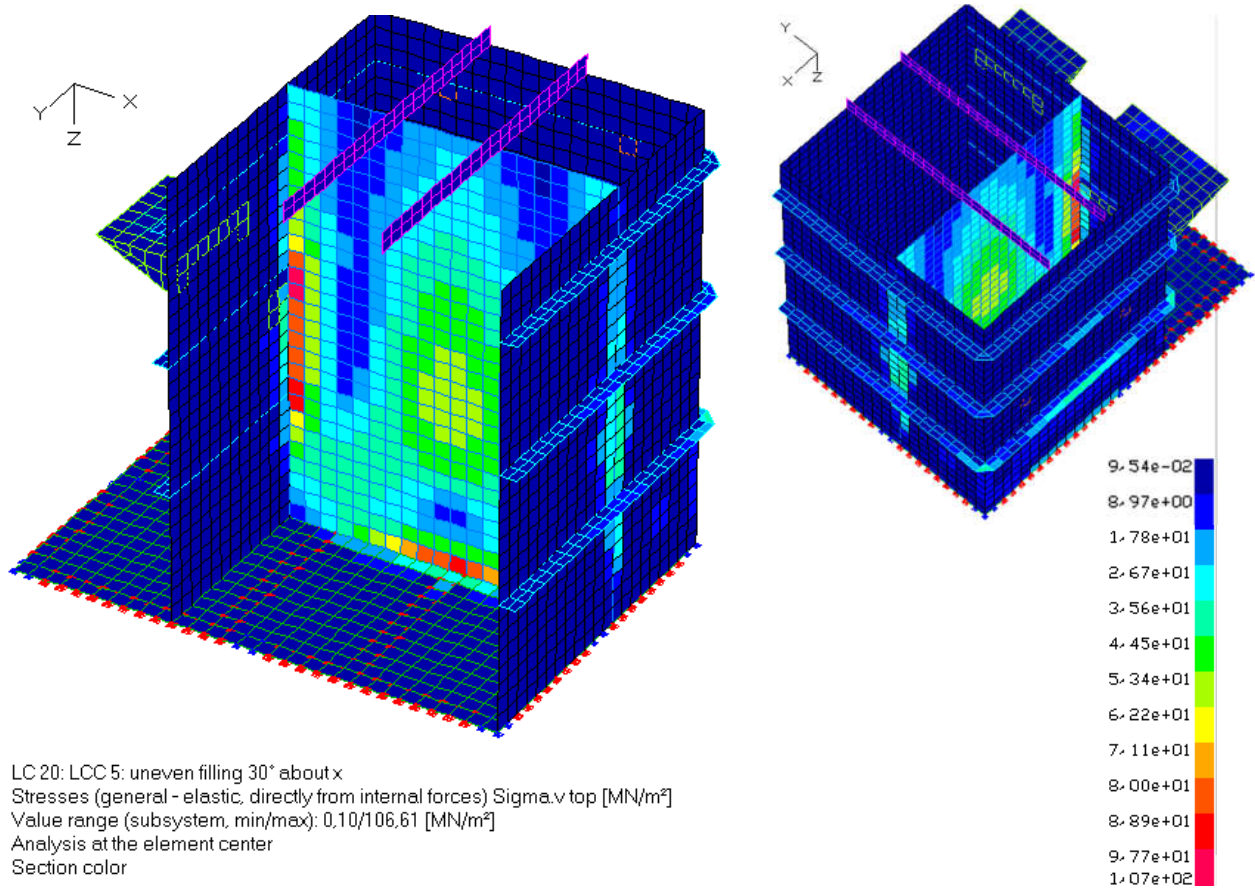 Y
X
Z
Y
X
Z
9.54e-02
8.97e+00
1.78e+01
2.67e+01
3.56e+01
4.45e+01
5.34e+01
6.22e+01
7.11e+01
8.00e+01
8.89e+01
9.77e+01
1.07e+02
LC 20: LCC 5: uneven filling 30° about x
Stresses (general - elastic, directly from internal forces) Sigma.v top [MN/m²]
Value range (subsystem, min/max): 0,10/106,61 [MN/m²]
Analysis at the element center
Section color